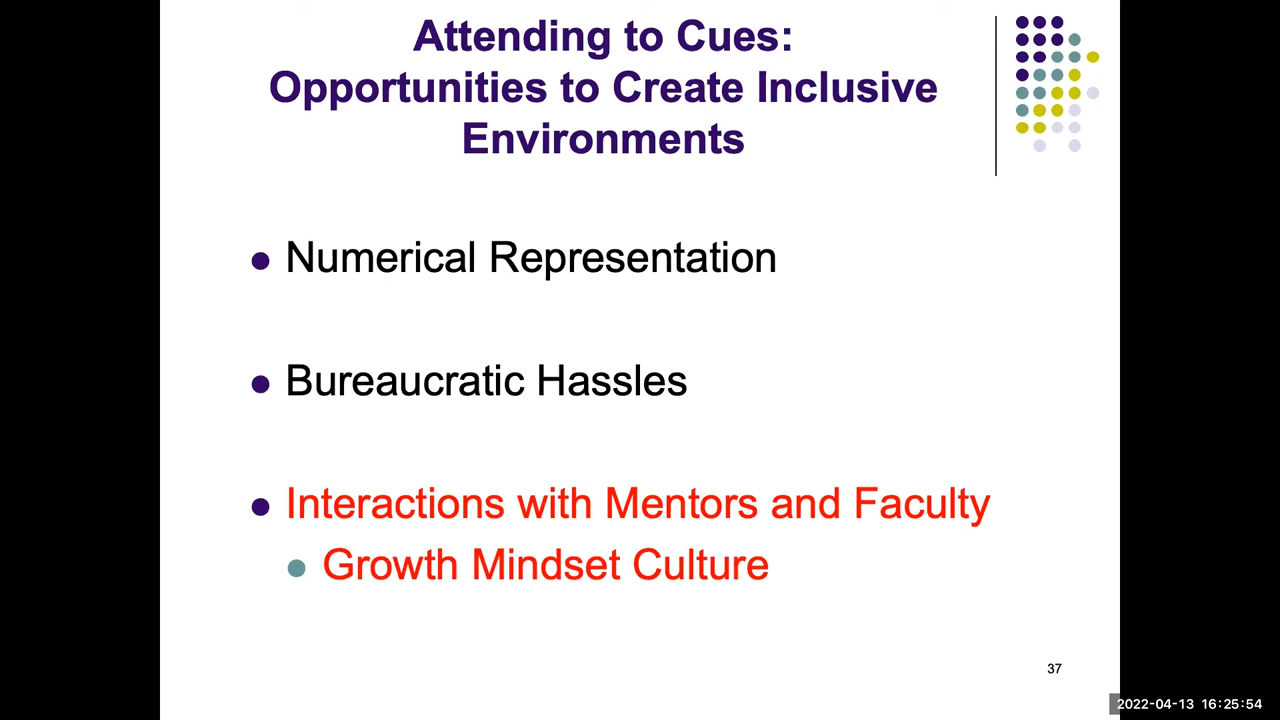 Attending to Cues:
Opportunities to Create Inclusive
Environments
Numerical Representation
Bureaucratic Hassles
Interactions with Mentors and Faculty
Growth Mindset Culture
37
2022-04-13 16:25:54